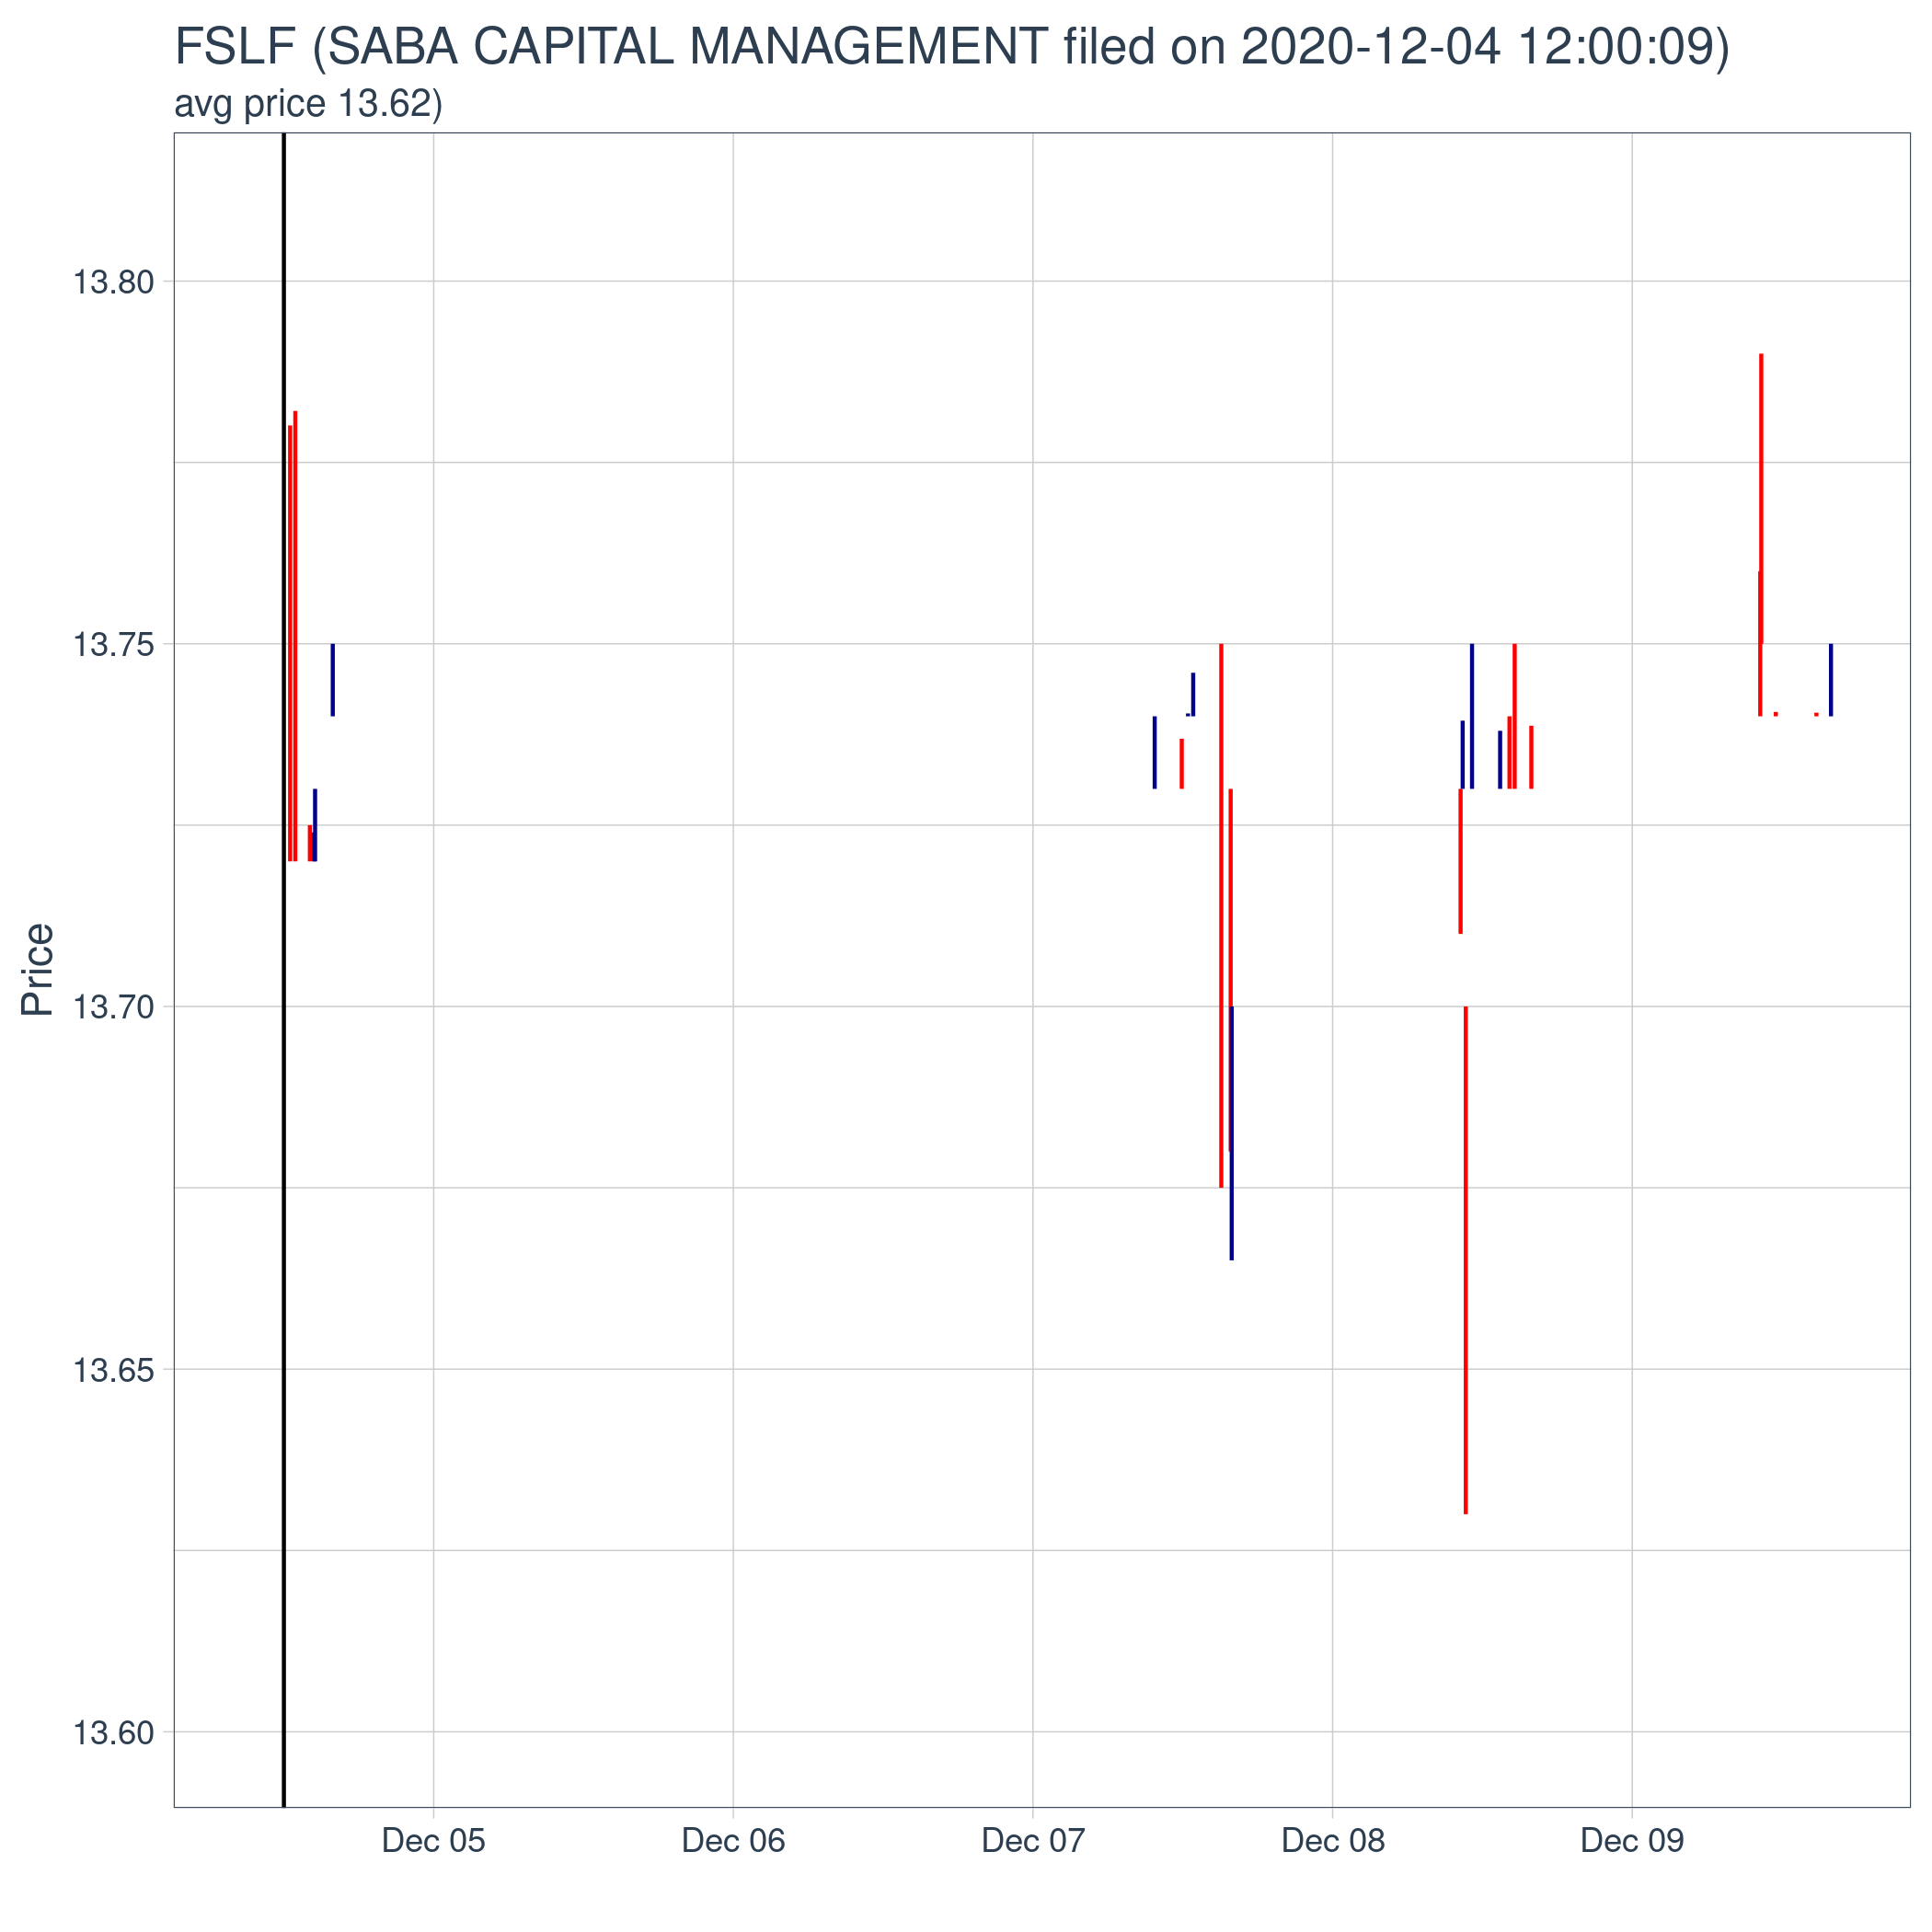 FSLF (SABA CAPITAL MANAGEMENT filed on 2020-12-04 12:00:09)
avg price 13.62)
13.80
13.75
13.70
13.65
13.60
Price
Dec 05 Dec 06 Dec 07 Dec 08 Dec 09